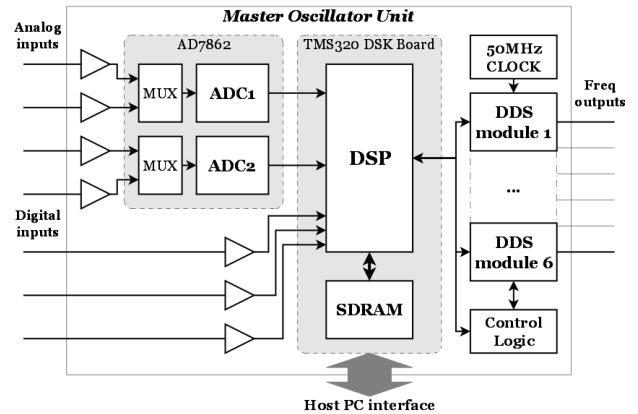 Master Oscillator Unit
Analog
inputs
AD7862
TMS320 DSK Board
50MHz
CLOCK
Freq
outputs
MUX
ADC1
DDS
module 1
MUX
ADC2
DSP
...
Digital
inputs
DDS
module 6
SDRAM
Control
Logic
Host PC interface